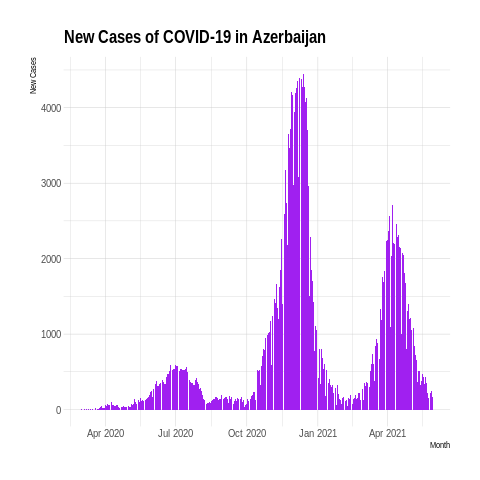 New Cases of COVID-19 in Azerbaijan
New Cases
4000
3000
2000
1000
0
Apr 2020 Jul 2020 Oct 2020 Jan 2021 Apr 2021
Month